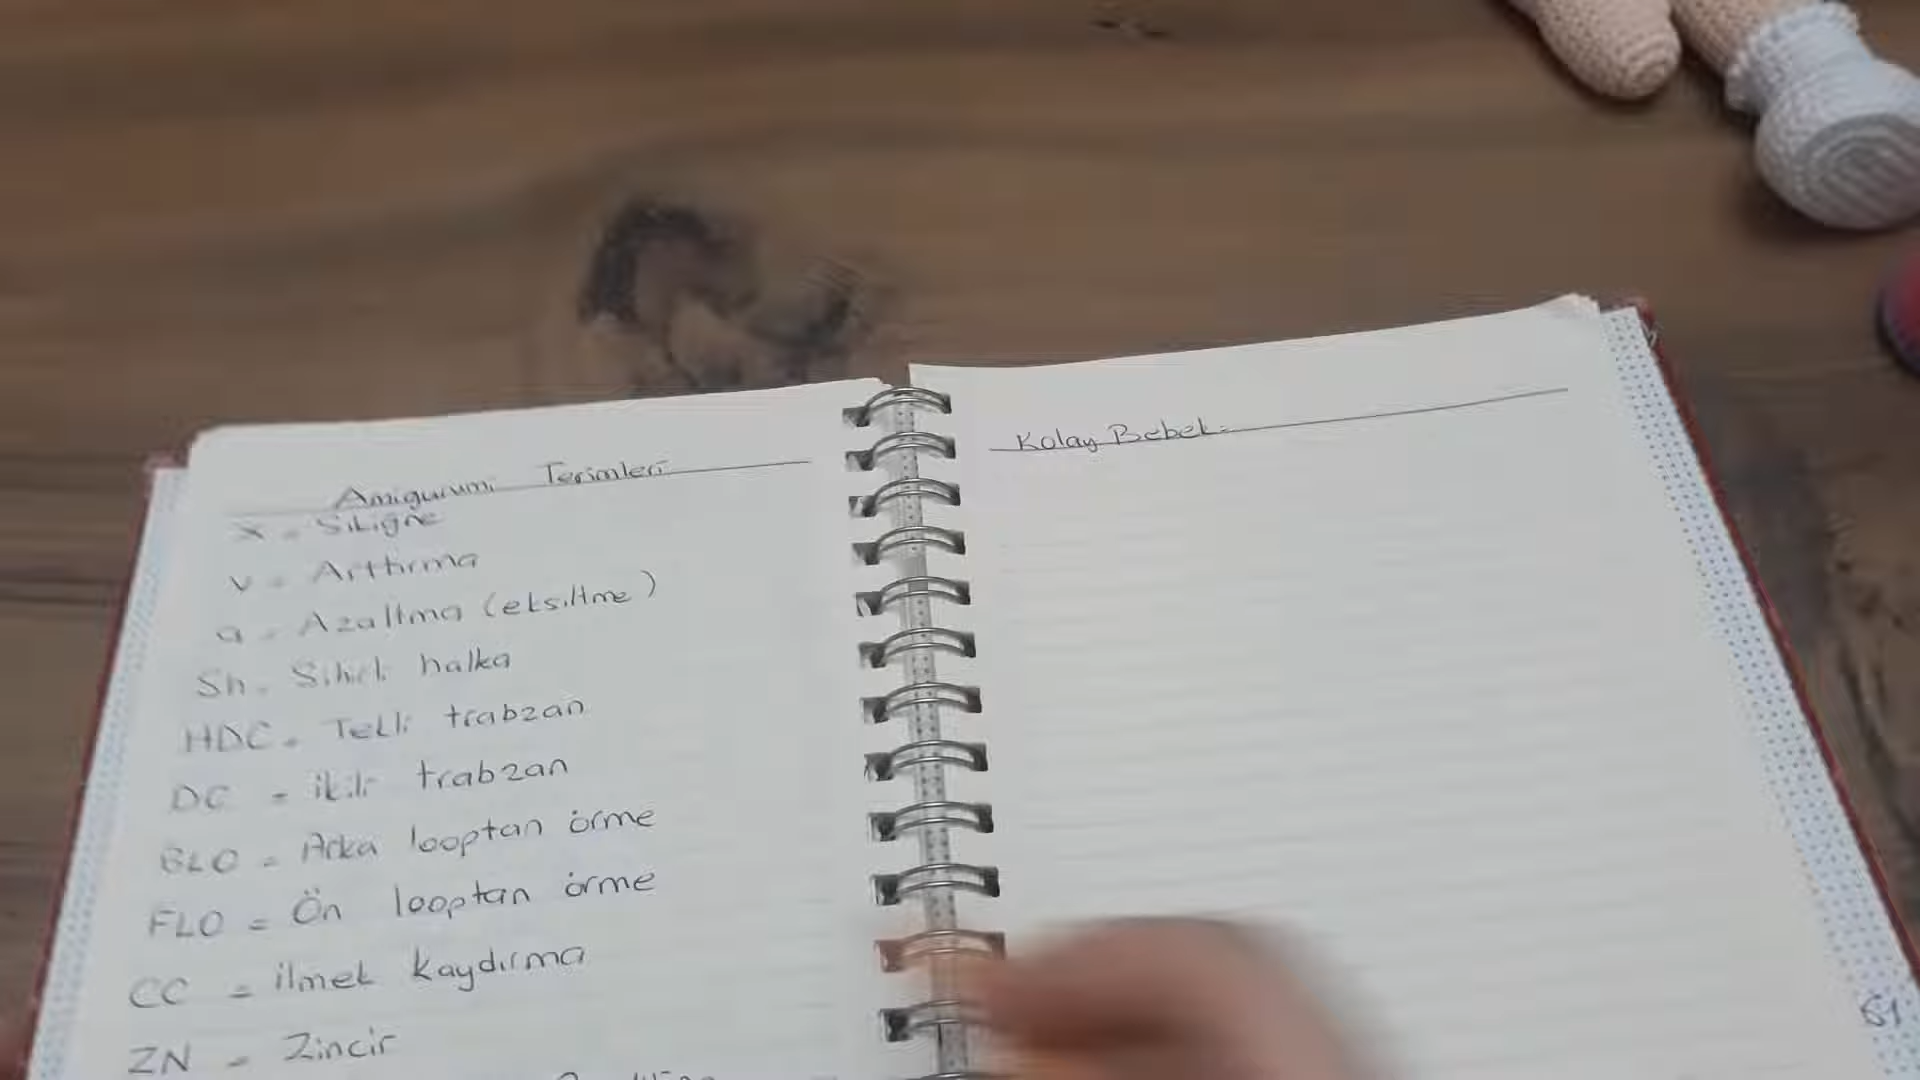 Amigurumi Terimleri
X = Sıkiğne
V = Arttırma
a = Azaltma (eksiltme)
Sh = Sihirli halka
HDC = Tekli trabzan
DC = ikili trabzan
BLO = Arka looptan örme
FLO = Ön looptan örme
CC = ilmek kaydırma
ZN = Zincir
Kolay Bebek =
61